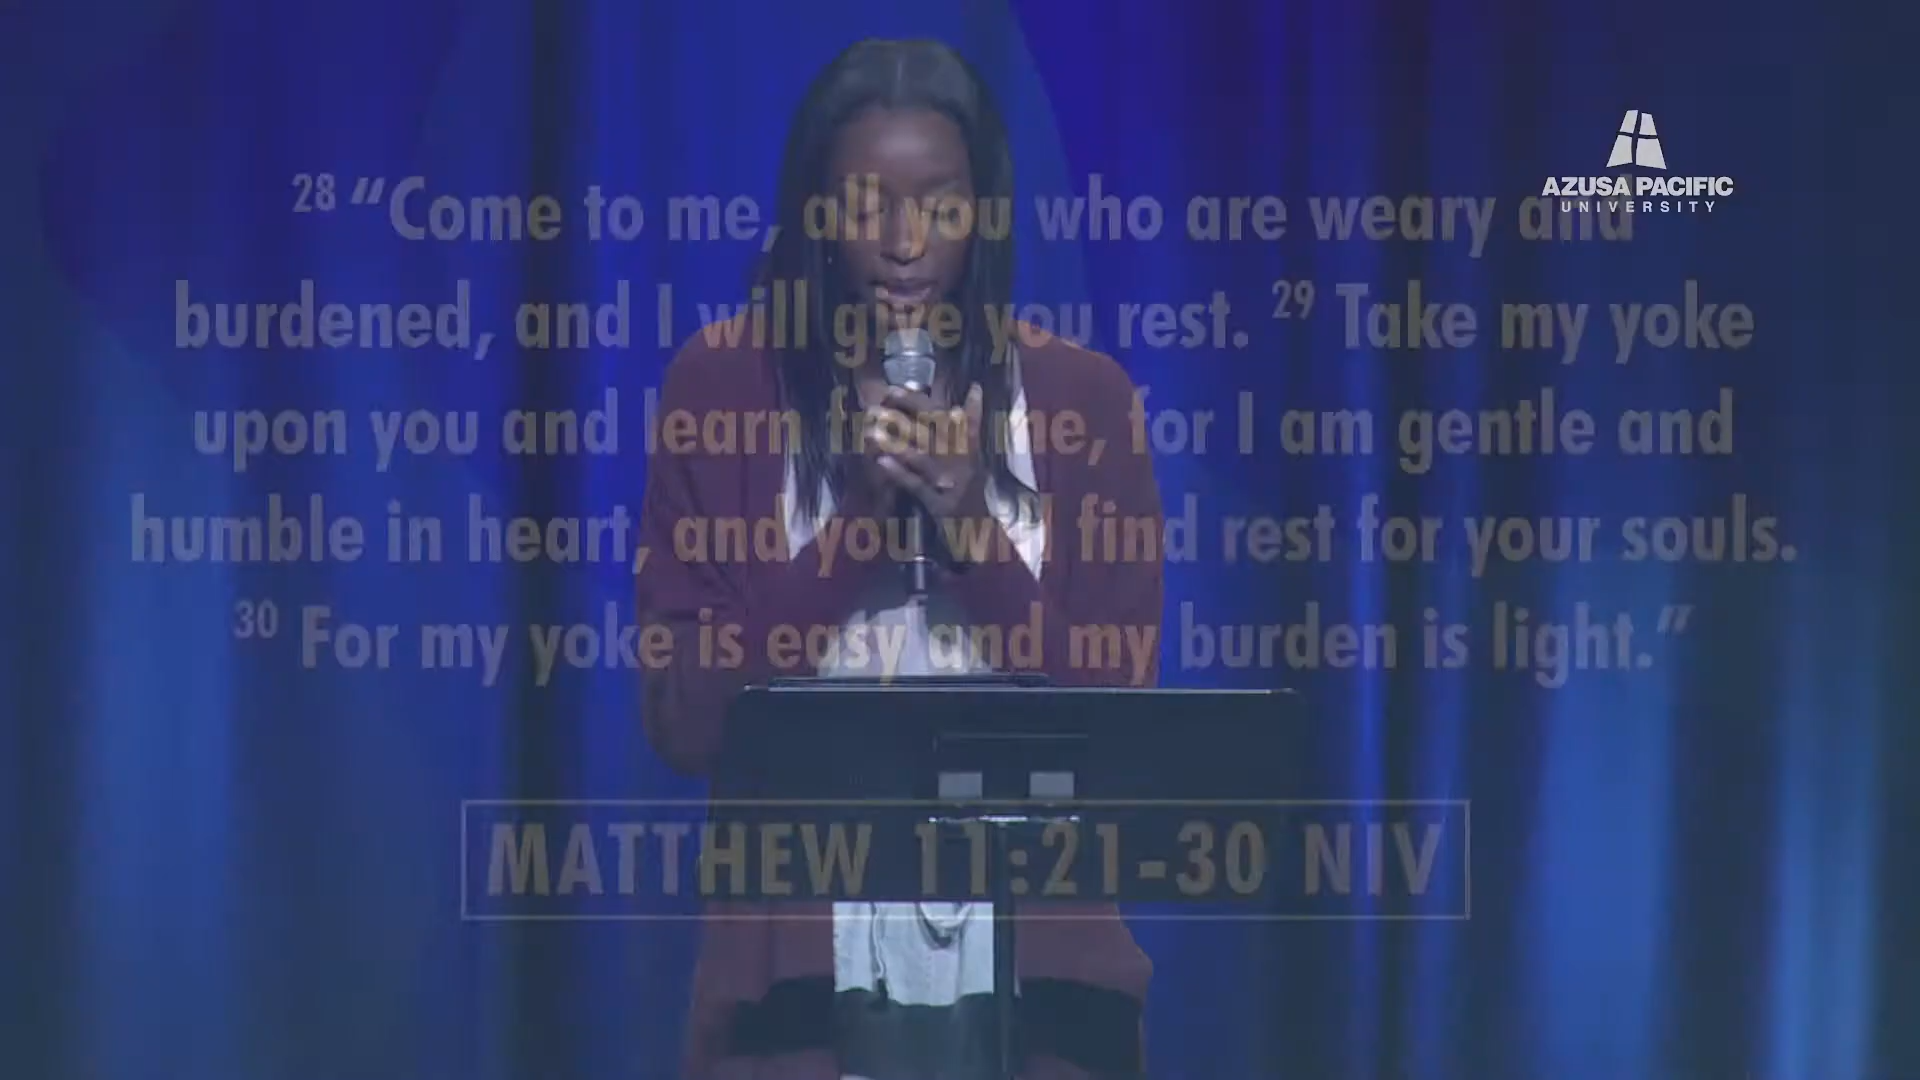 AZUSA PACIFIC
UNIVERSITY
28 “Come to me, all you who are weary and
burdened, and I will give you rest. 29 Take my yoke
upon you and learn from me, for I am gentle and
humble in heart, and you will find rest for your souls.
30 For my yoke is easy and my burden is light.”
MATTHEW 11:21-30 NIV